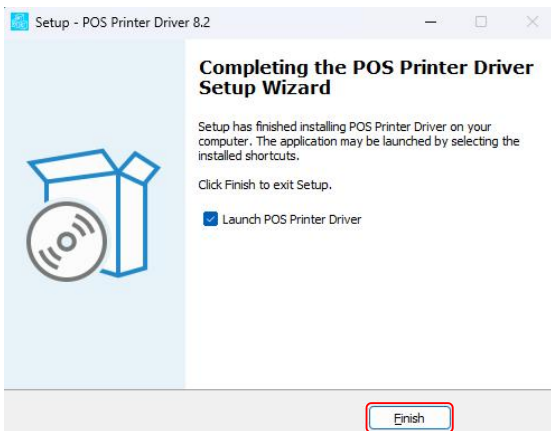 Setup - POS Printer Driver 8.2
Completing the POS Printer Driver
Setup Wizard
Setup has finished installing POS Printer Driver on your
computer. The application may be launched by selecting the
installed shortcuts.
Click Finish to exit Setup.
Launch POS Printer Driver
Finish